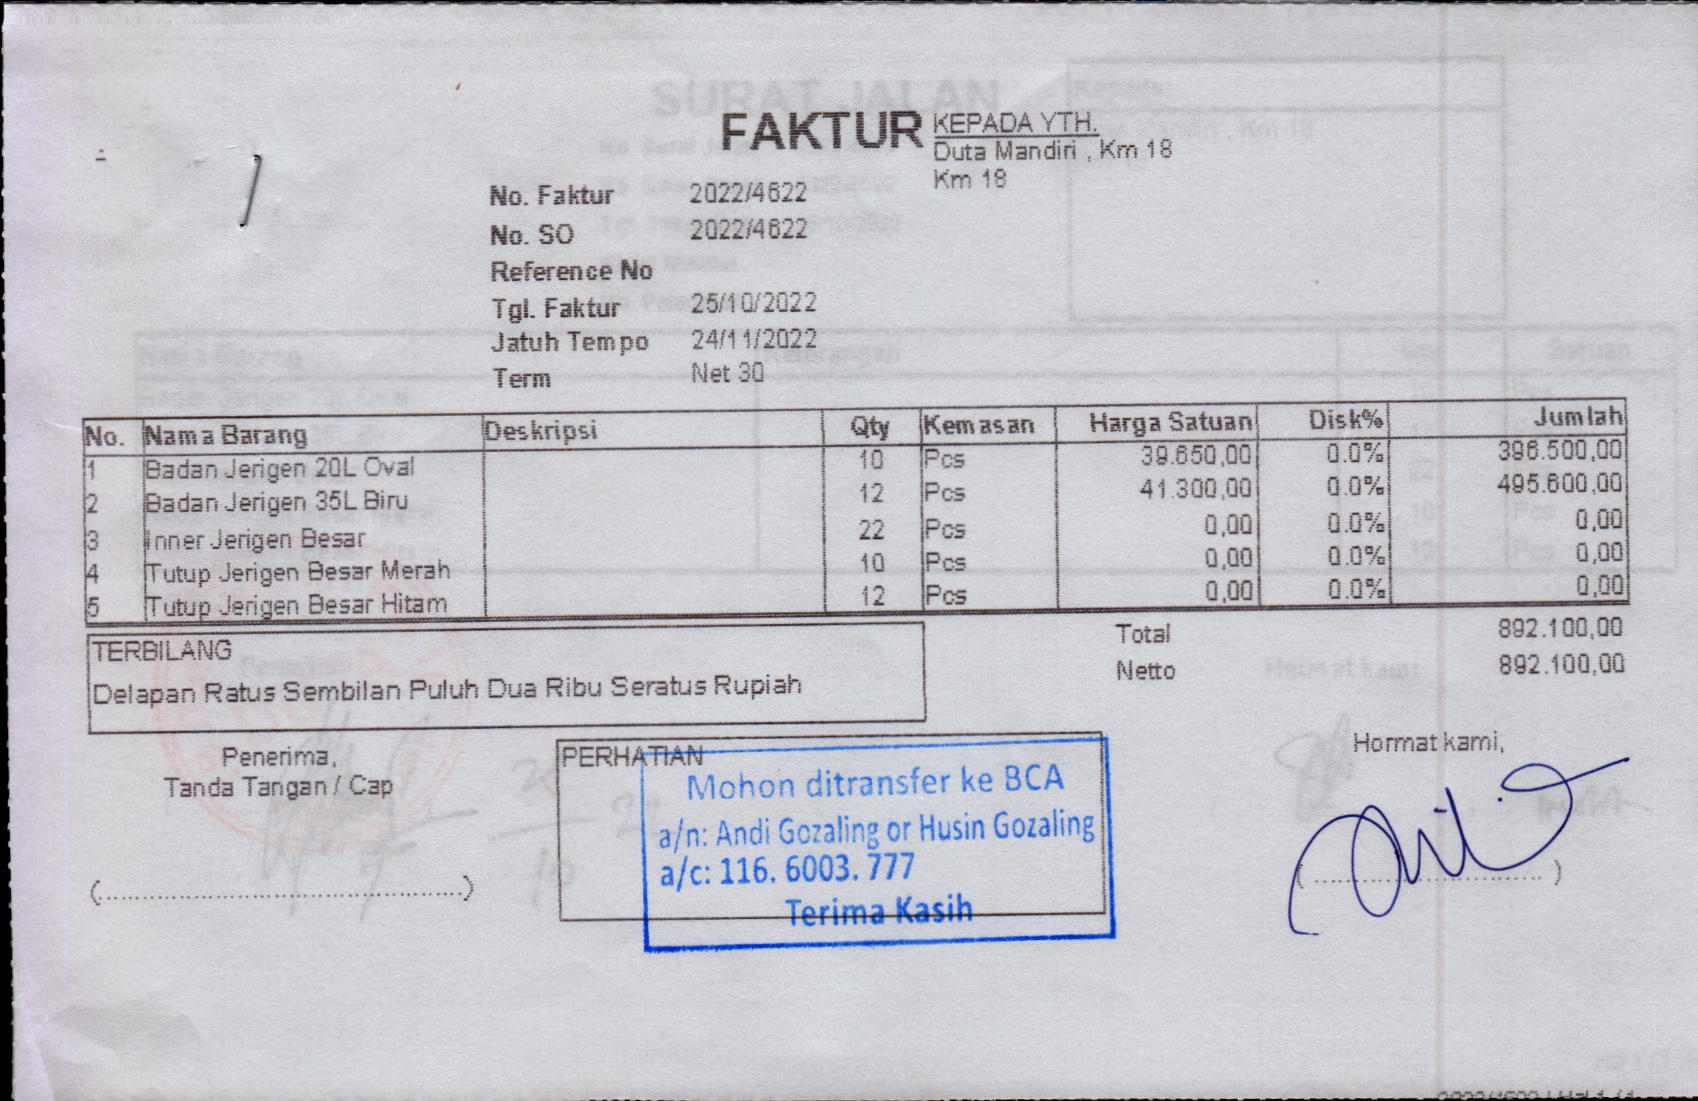 FAKTUR
KEPADA YTH.
Duta Mandiri , Km 18
Km 18
No. Faktur 2022/4622
No. SO 2022/4622
Reference No
Tgl. Faktur 25/10/2022
Jatuh Tempo 24/11/2022
Term Net 30
No. Nama Barang Deskripsi Qty Kemasan Harga Satuan Disk% Jumlah
1 Badan Jerigen 20L Oval 10 Pcs 39.650,00 0.0% 396.500,00
2 Badan Jerigen 35L Biru 12 Pcs 41.300,00 0.0% 495.600,00
3 Inner Jerigen Besar 22 Pcs 0,00 0.0% 0,00
4 Tutup Jerigen Besar Merah 10 Pcs 0,00 0.0% 0,00
5 Tutup Jerigen Besar Hitam 12 Pcs 0,00 0.0% 0,00
Total 892.100,00
Netto 892.100,00
TERBILANG
Delapan Ratus Sembilan Puluh Dua Ribu Seratus Rupiah
Penerima,
Tanda Tangan / Cap
(......................................)
PERHATIAN
Mohon ditransfer ke BCA
a/n: Andi Gozaling or Husin Gozaling
a/c: 116. 6003. 777
Terima Kasih
Hormat kami,
(..............................)
SURAT JALAN